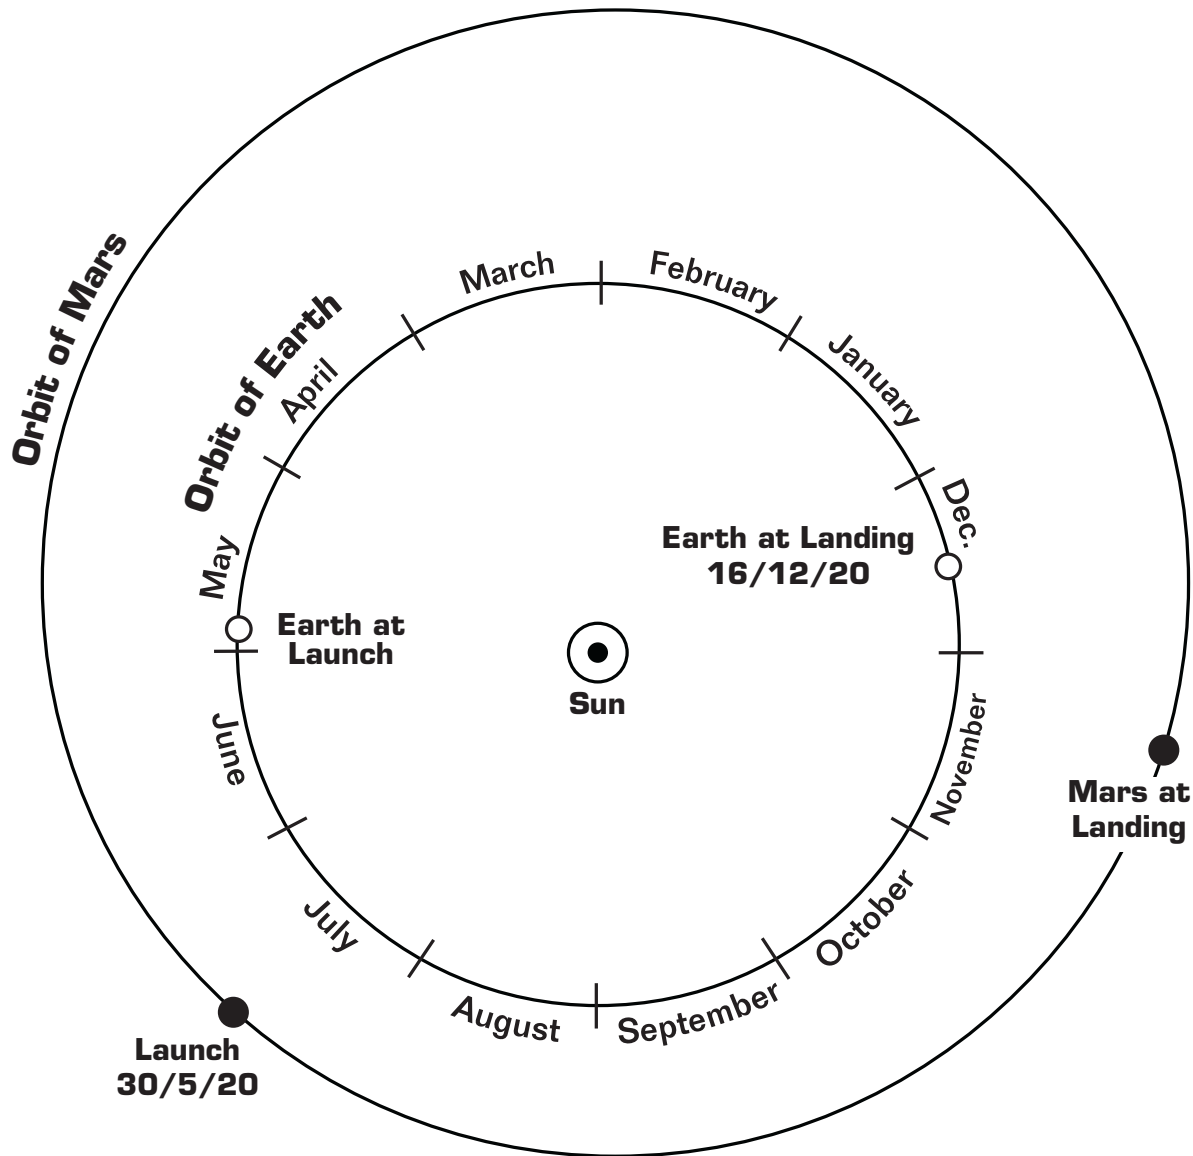 Orbit of Mars
Orbit of Earth
March
February
January
Dec.
April
May
Earth at Landing
16/12/20
Earth at
Launch
Sun
June
November
Mars at
Landing
July
October
August
September
Launch
30/5/20